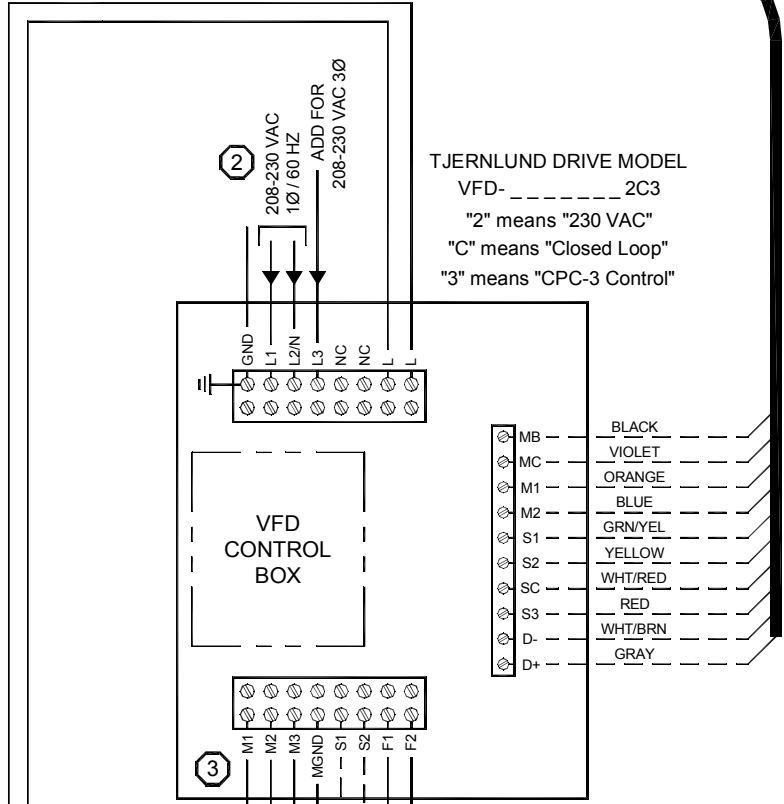 2
208-230 VAC
1Ø / 60 HZ
ADD FOR
208-230 VAC 3Ø
TJERNLUND DRIVE MODEL
VFD- _ _ _ _ _ _ _ 2C3
"2" means "230 VAC"
"C" means "Closed Loop"
"3" means "CPC-3 Control"
GND
L1
L2/N
L3
NC
NC
L
L
MB BLACK
MC VIOLET
M1 ORANGE
M2 BLUE
S1 GRN/YEL
S2 YELLOW
SC WHT/RED
S3 RED
D- WHT/BRN
D+ GRAY
VFD
CONTROL
BOX
3
M1
M2
M3
MGND
S1
S2
F1
F2